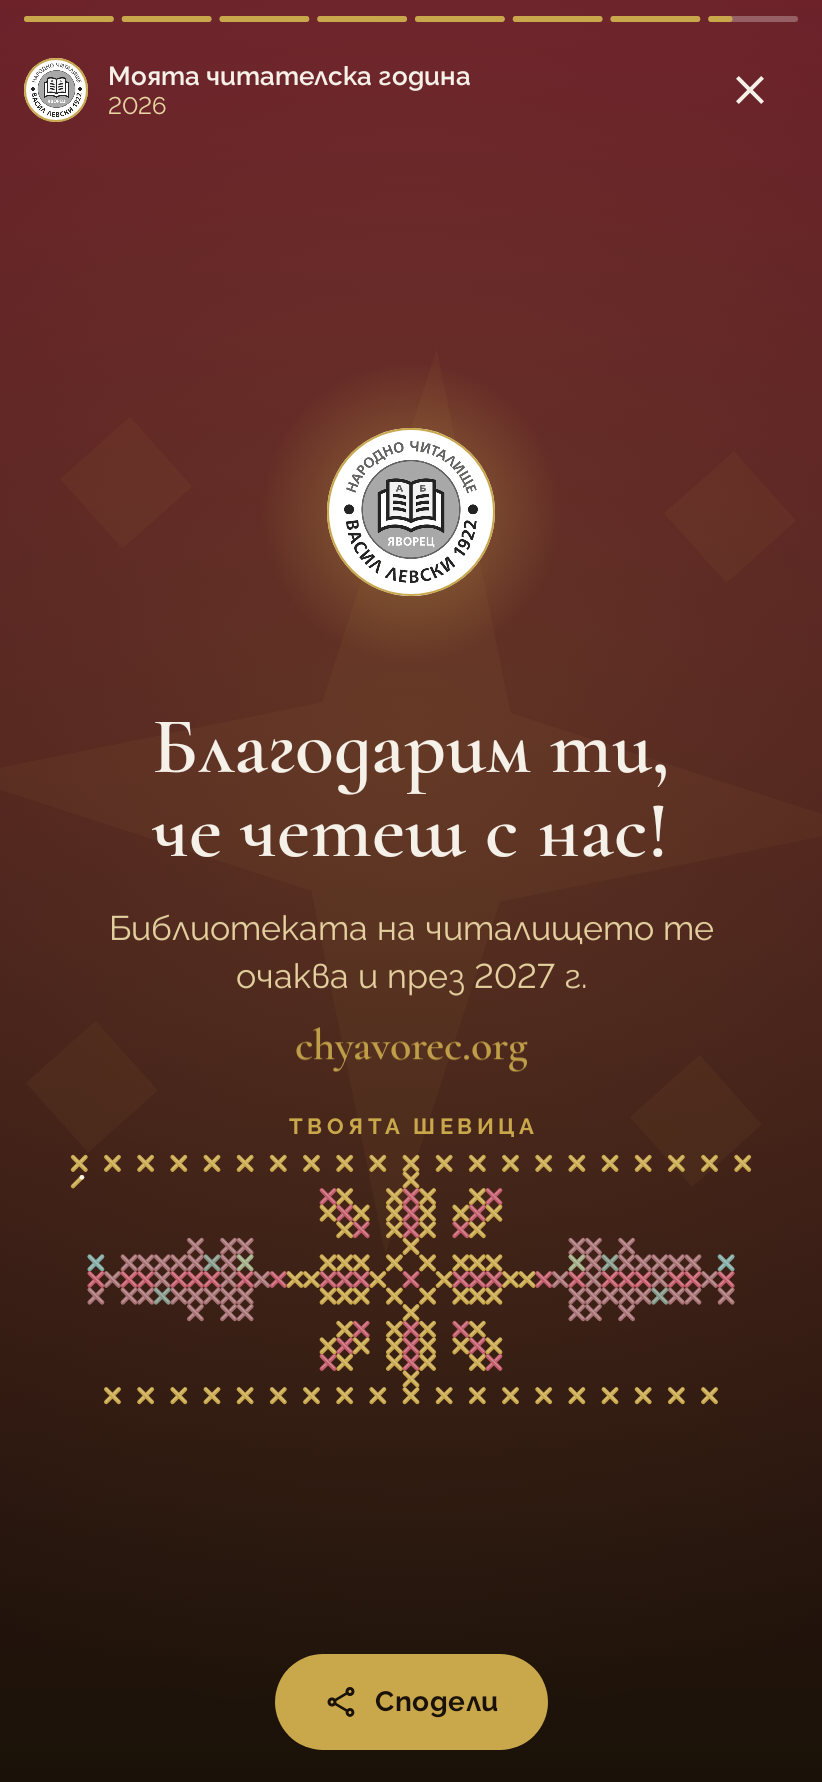 Моята читателска година
2026
НАРОДНО ЧИТАЛИЩЕ
А Б
ЯВОРЕЦ
ВАСИЛ ЛЕВСКИ 1922
Благодарим ти,
че четеш с нас!
Библиотеката на читалището те
очаква и през 2027 г.
chyavorec.org
ТВОЯТА ШЕВИЦА
Сподели